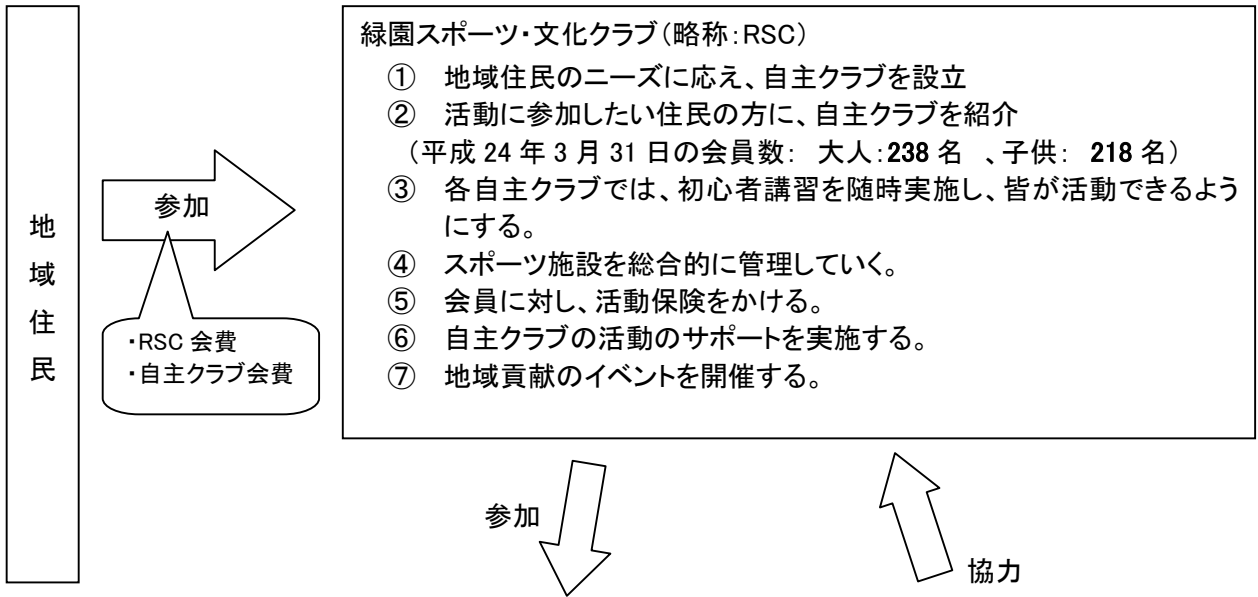 地域住民
参加
・RSC 会費
・自主クラブ会費
緑園スポーツ・文化クラブ(略称:RSC)
① 地域住民のニーズに応え、自主クラブを設立
② 活動に参加したい住民の方に、自主クラブを紹介
(平成 24 年 3 月 31 日の会員数: 大人:238 名 、子供: 218 名)
③ 各自主クラブでは、初心者講習を随時実施し、皆が活動できるよう
にする。
④ スポーツ施設を総合的に管理していく。
⑤ 会員に対し、活動保険をかける。
⑥ 自主クラブの活動のサポートを実施する。
⑦ 地域貢献のイベントを開催する。
参加
協力